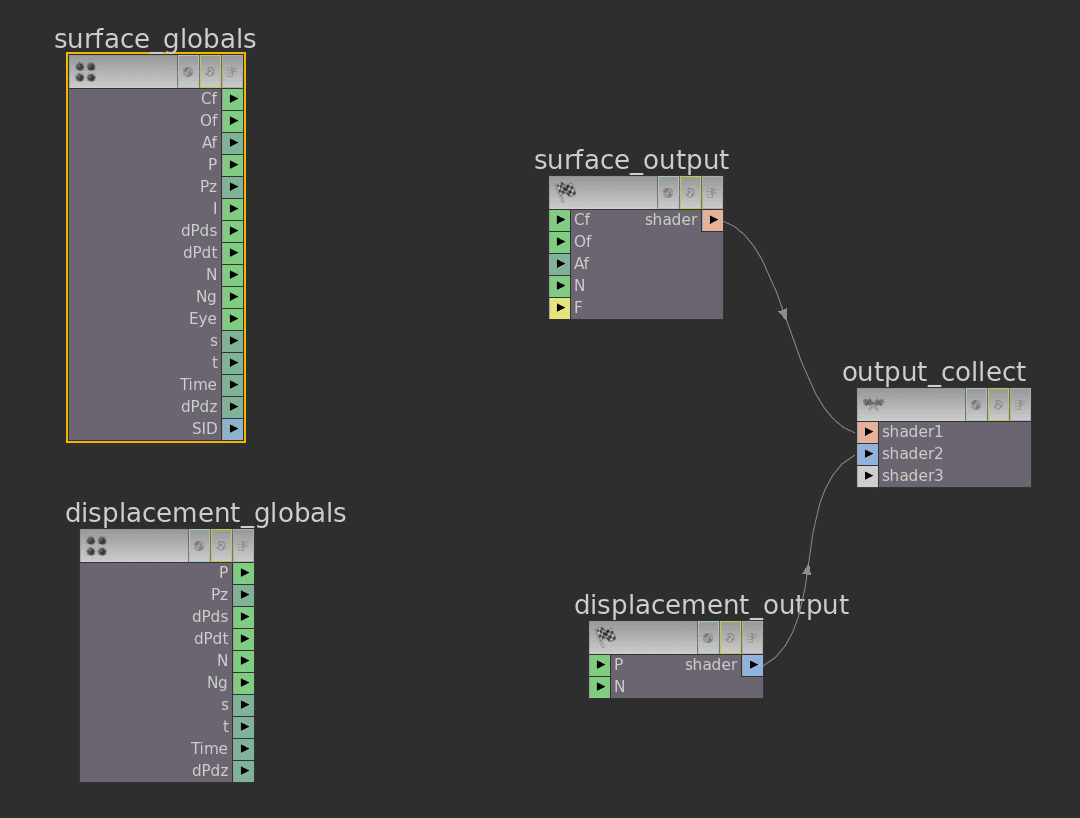 surface_globals
Cf
Of
Af
P
Pz
I
dPds
dPdt
N
Ng
Eye
s
t
Time
dPdz
SID
displacement_globals
P
Pz
dPds
dPdt
N
Ng
s
t
Time
dPdz
surface_output
Cf shader
Of
Af
N
F
displacement_output
P shader
N
output_collect
shader1
shader2
shader3